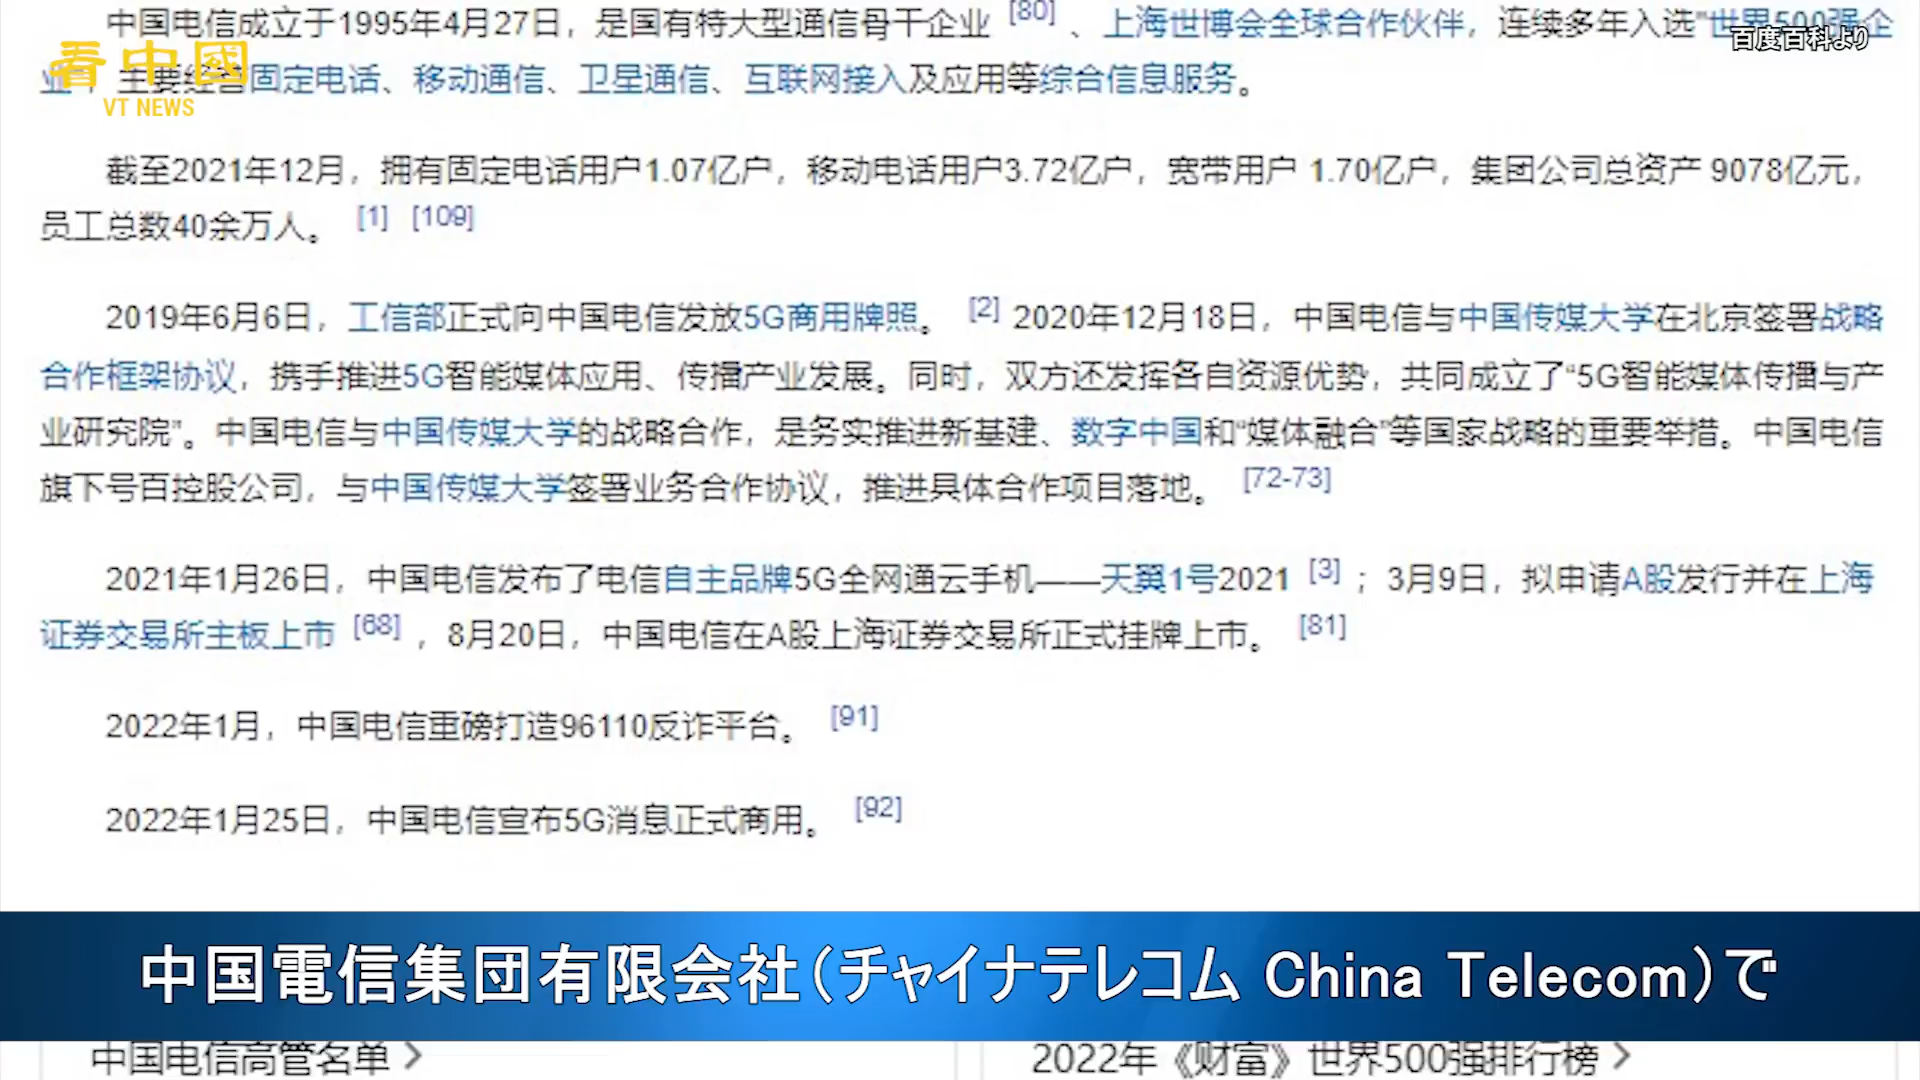 中国电信成立于1995年4月27日，是国有特大型通信骨干企业 [80] 、上海世博会全球合作伙伴，连续多年入选“世界500强企
百度百科より
看中國
业”，主要经营固定电话、移动通信、卫星通信、互联网接入及应用等综合信息服务。
VT NEWS
截至2021年12月，拥有固定电话用户1.07亿户，移动电话用户3.72亿户，宽带用户 1.70亿户，集团公司总资产 9078亿元，
员工总数40余万人。 [1] [109]
2019年6月6日，工信部正式向中国电信发放5G商用牌照。 [2] 2020年12月18日，中国电信与中国传媒大学在北京签署战略
合作框架协议，携手推进5G智能媒体应用、传播产业发展。同时，双方还发挥各自资源优势，共同成立了“5G智能媒体传播与产
业研究院”。中国电信与中国传媒大学的战略合作，是务实推进新基建、数字中国和“媒体融合”等国家战略的重要举措。中国电信
旗下号百控股公司，与中国传媒大学签署业务合作协议，推进具体合作项目落地。 [72-73]
2021年1月26日，中国电信发布了电信自主品牌5G全网通云手机——天翼1号2021 [3] ；3月9日，拟申请A股发行并在上海
证券交易所主板上市 [68] ，8月20日，中国电信在A股上海证券交易所正式挂牌上市。 [81]
2022年1月，中国电信重磅打造96110反诈平台。 [91]
2022年1月25日，中国电信宣布5G消息正式商用。 [92]
中国電信集団有限会社（チャイナテレコム China Telecom）で
中国电信高管名单 >
2022年《财富》世界500强排行榜 >